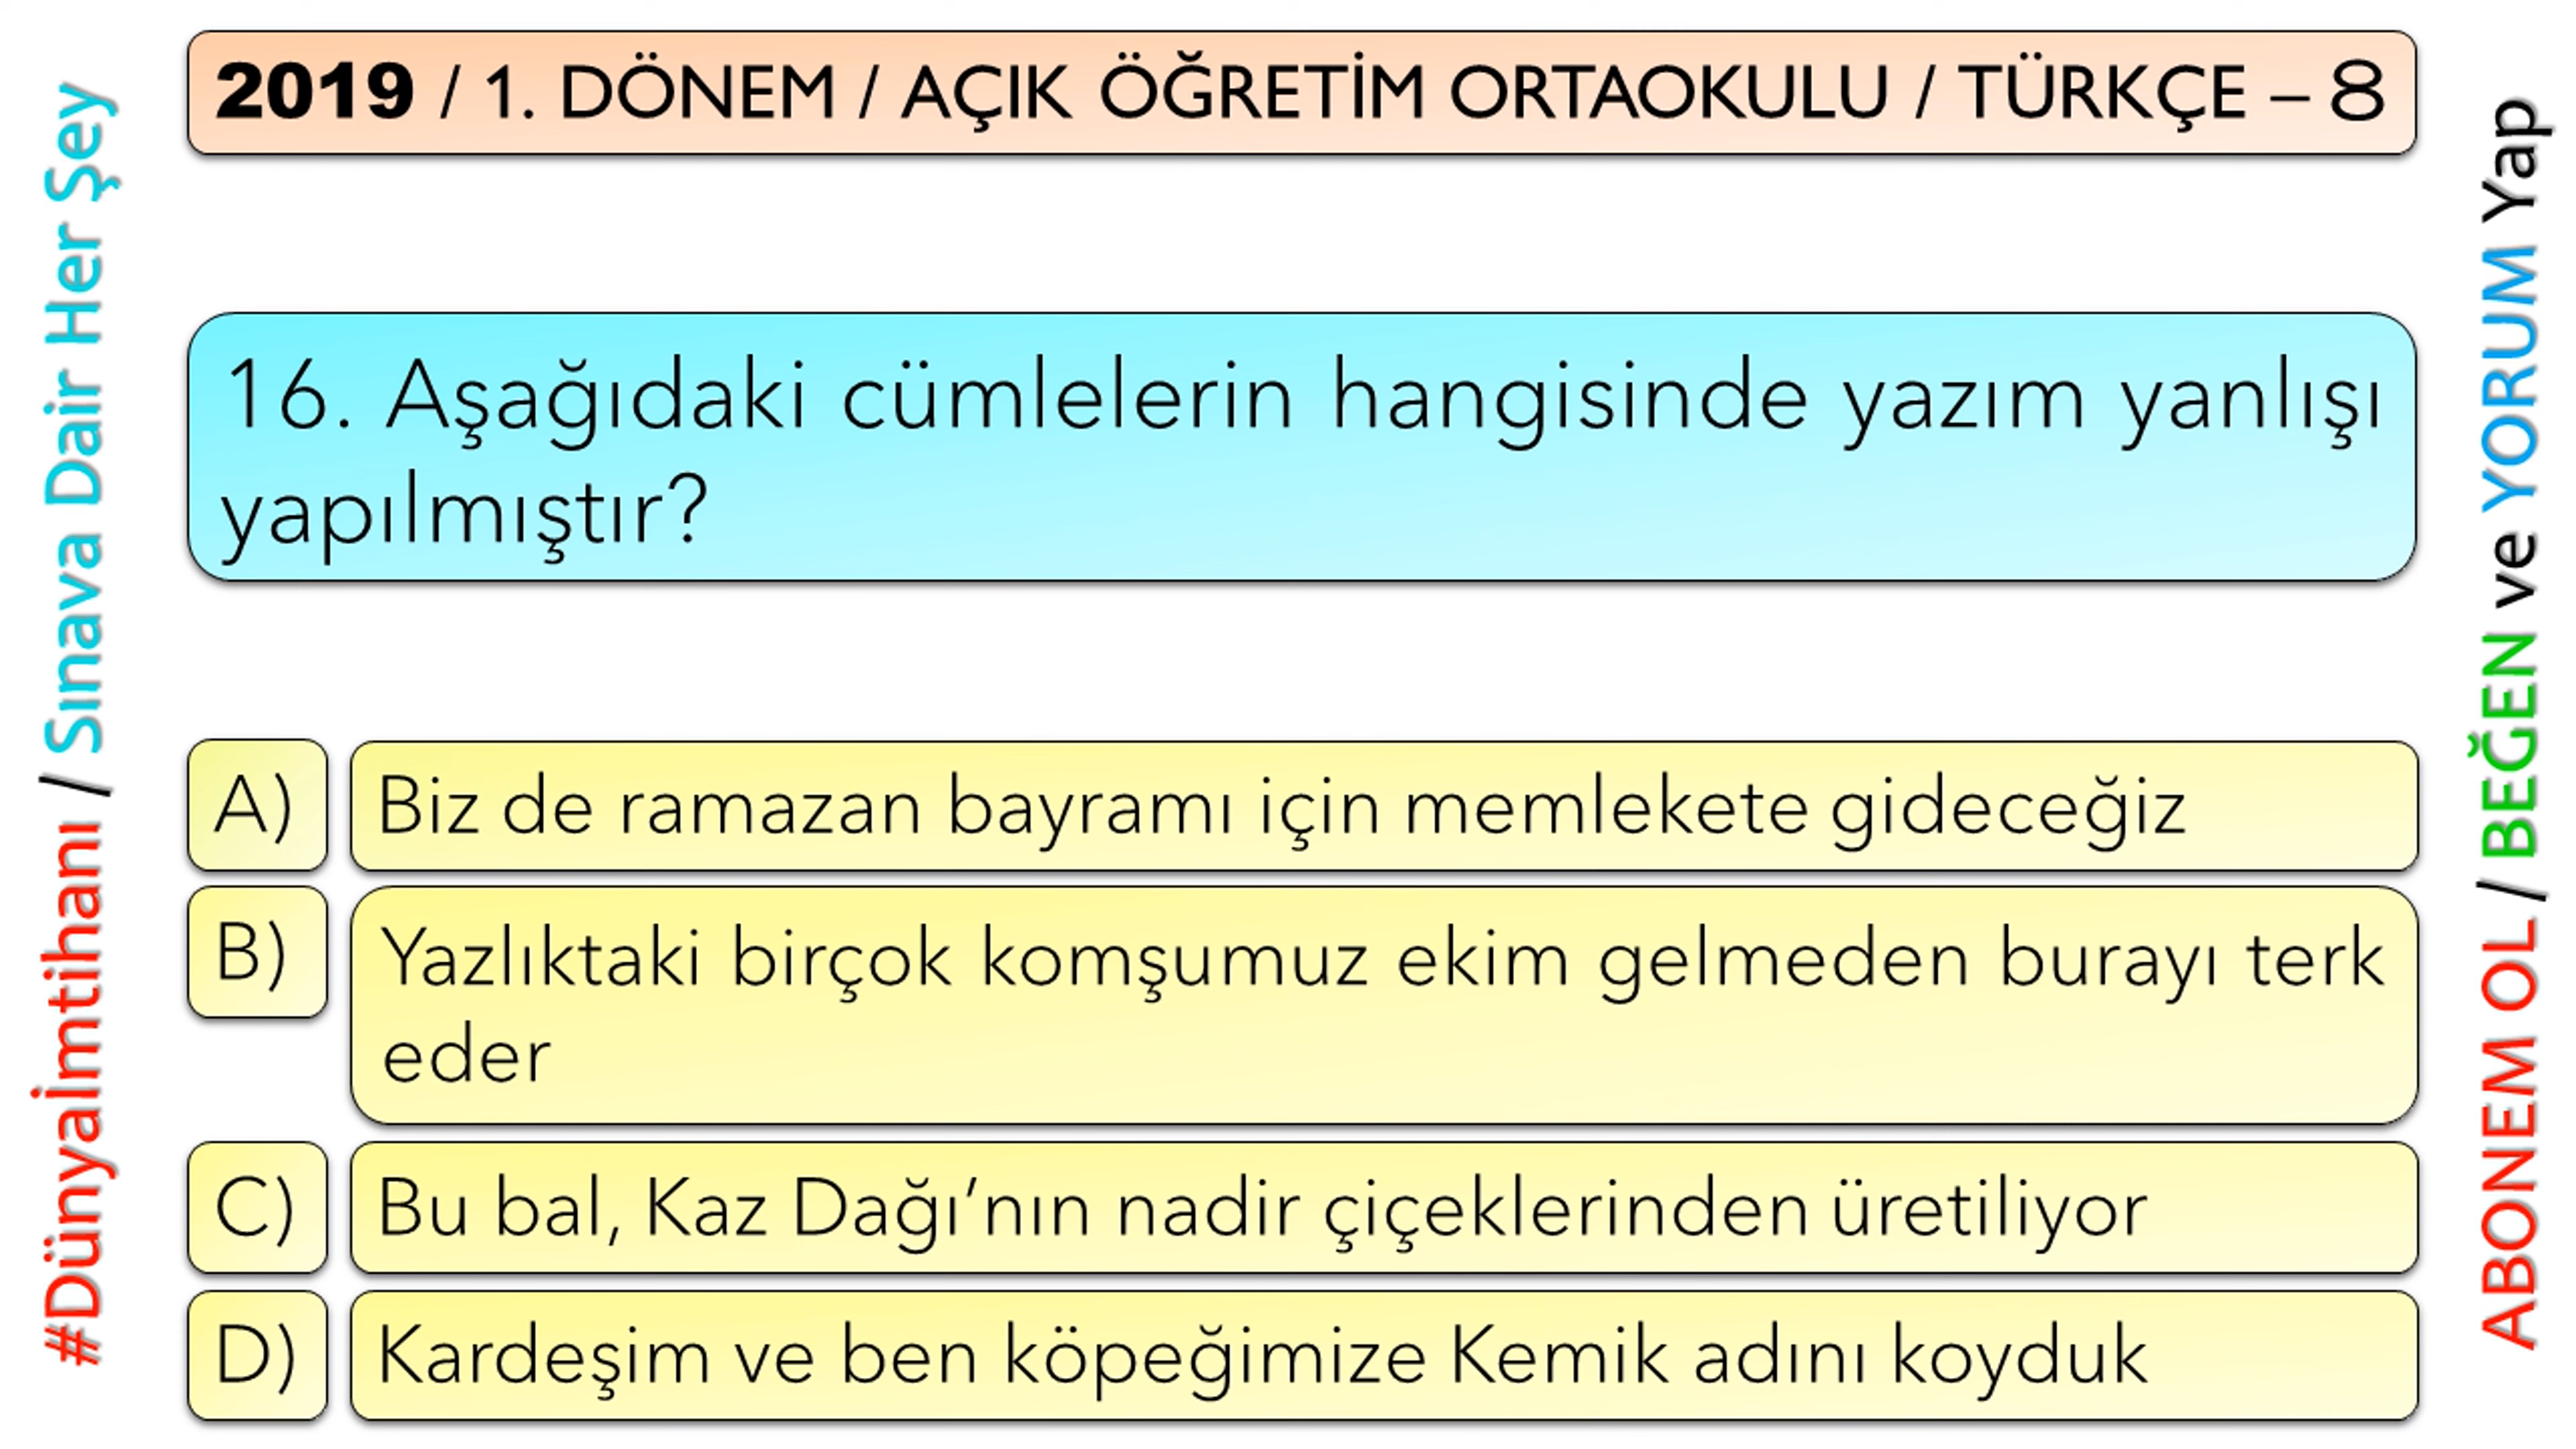 2019 / 1. DÖNEM / AÇIK ÖĞRETİM ORTAOKULU / TÜRKÇE – 8
16. Aşağıdaki cümlelerin hangisinde yazım yanlışı
yapılmıştır?
A) Biz de ramazan bayramı için memlekete gideceğiz
B) Yazlıktaki birçok komşumuz ekim gelmeden burayı terk
eder
C) Bu bal, Kaz Dağı’nın nadir çiçeklerinden üretiliyor
D) Kardeşim ve ben köpeğimize Kemik adını koyduk
#Dünyaİmtihanı / Sınava Dair Her Şey
ABONEM OL / BEĞEN ve YORUM Yap